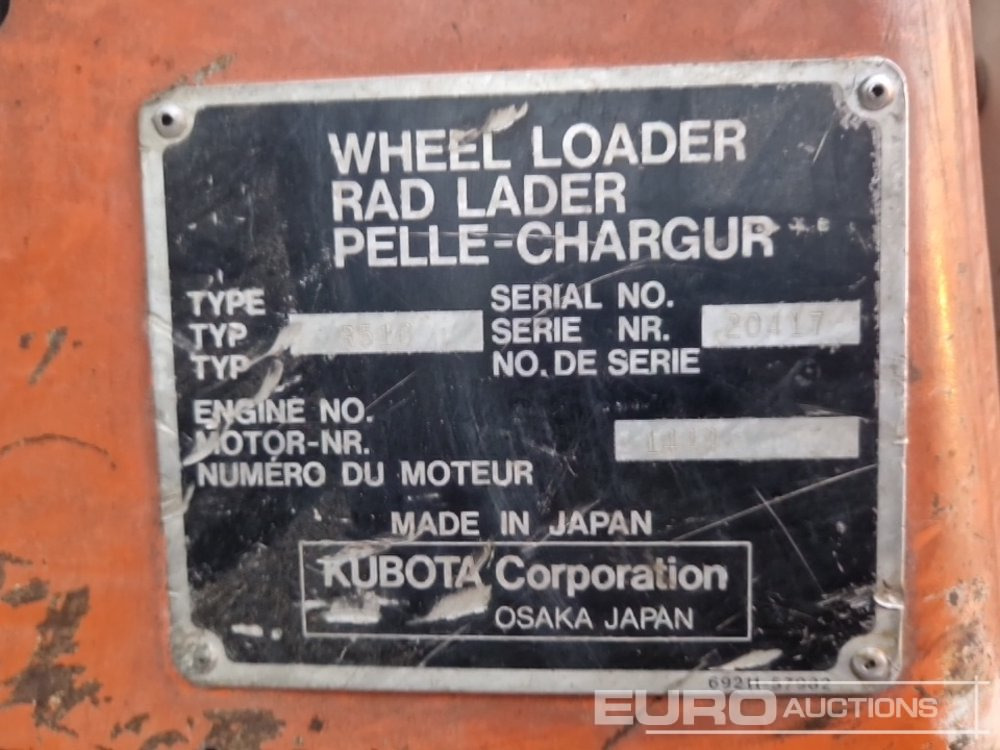 WHEEL LOADER
RAD LADER
PELLE-CHARGUR
TYPE
TYP
TYP
SERIAL NO.
SERIE NR. 20417
NO. DE SERIE
ENGINE NO.
MOTOR-NR.
NUMÉRO DU MOTEUR
MADE IN JAPAN
KUBOTA Corporation
OSAKA JAPAN
EURO AUCTIONS